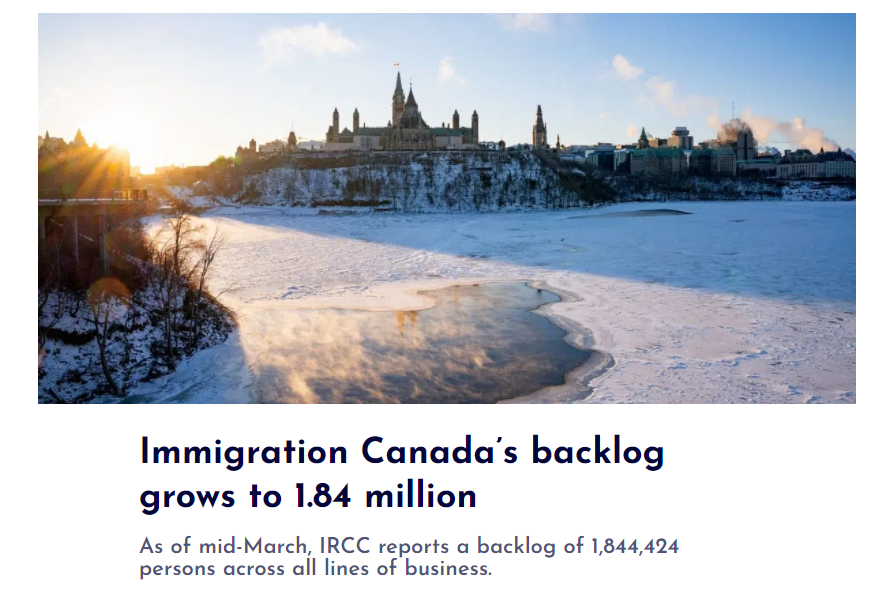 Immigration Canada’s backlog
grows to 1.84 million
As of mid-March, IRCC reports a backlog of 1,844,424
persons across all lines of business.